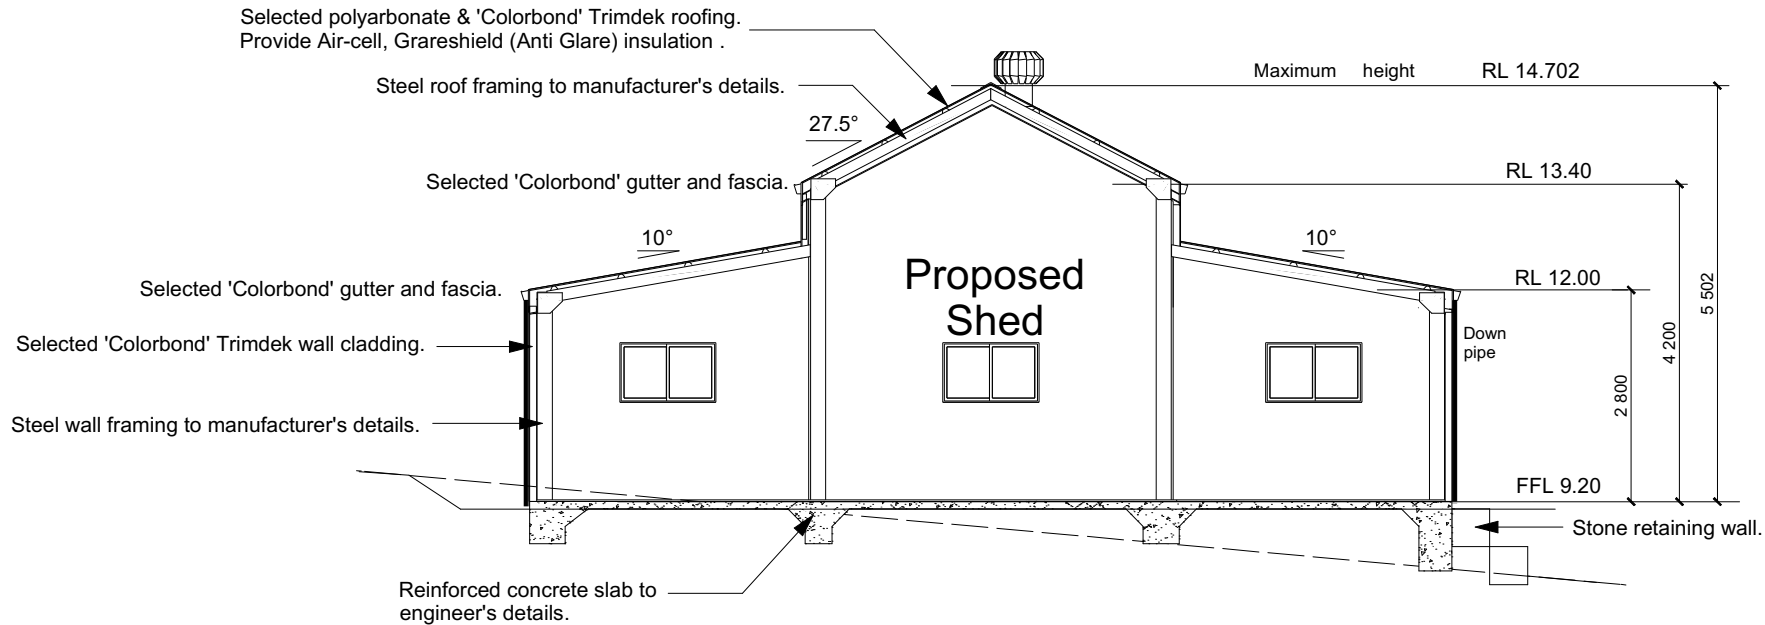 Selected polyarbonate & 'Colorbond' Trimdek roofing.
Provide Air-cell, Grareshield (Anti Glare) insulation .
Maximum height RL 14.702
Steel roof framing to manufacturer's details.
27.5°
RL 13.40
Selected 'Colorbond' gutter and fascia.
10°
10°
Proposed
Shed
RL 12.00
Selected 'Colorbond' gutter and fascia.
5 502
4 200
2 800
Down
pipe
Selected 'Colorbond' Trimdek wall cladding.
Steel wall framing to manufacturer's details.
FFL 9.20
Stone retaining wall.
Reinforced concrete slab to
engineer's details.